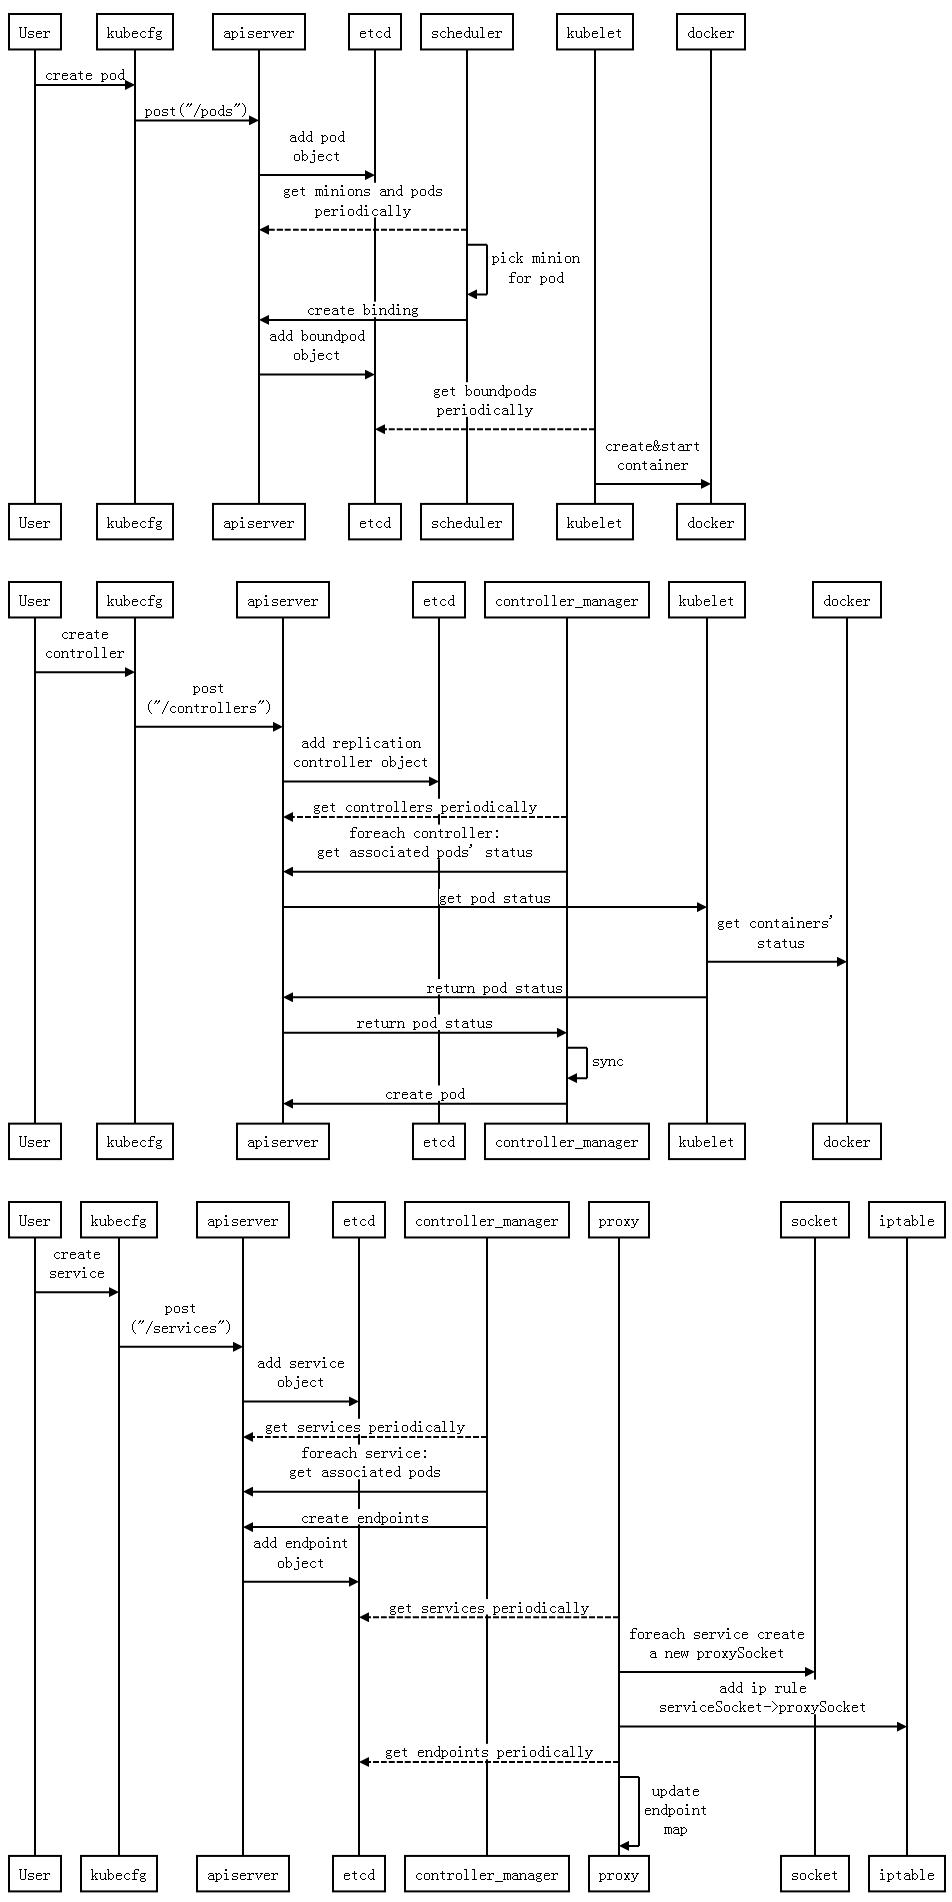 User
kubecfg
apiserver
etcd
scheduler
kubelet
docker
create pod
post("/pods")
add pod
object
get minions and pods
periodically
pick minion
for pod
create binding
add boundpod
object
get boundpods
periodically
create&start
container
User
kubecfg
apiserver
etcd
scheduler
kubelet
docker
User
kubecfg
apiserver
etcd
controller_manager
kubelet
docker
create
controller
post
("/controllers")
add replication
controller object
get controllers periodically
foreach controller:
get associated pods' status
get pod status
get containers'
status
return pod status
return pod status
sync
create pod
User
kubecfg
apiserver
etcd
controller_manager
kubelet
docker
User
kubecfg
apiserver
etcd
controller_manager
proxy
socket
iptable
create
service
post
("/services")
add service
object
get services periodically
foreach service:
get associated pods
create endpoints
add endpoint
object
get services periodically
foreach service create
a new proxySocket
add ip rule
serviceSocket->proxySocket
get endpoints periodically
update
endpoint
map
User
kubecfg
apiserver
etcd
controller_manager
proxy
socket
iptable